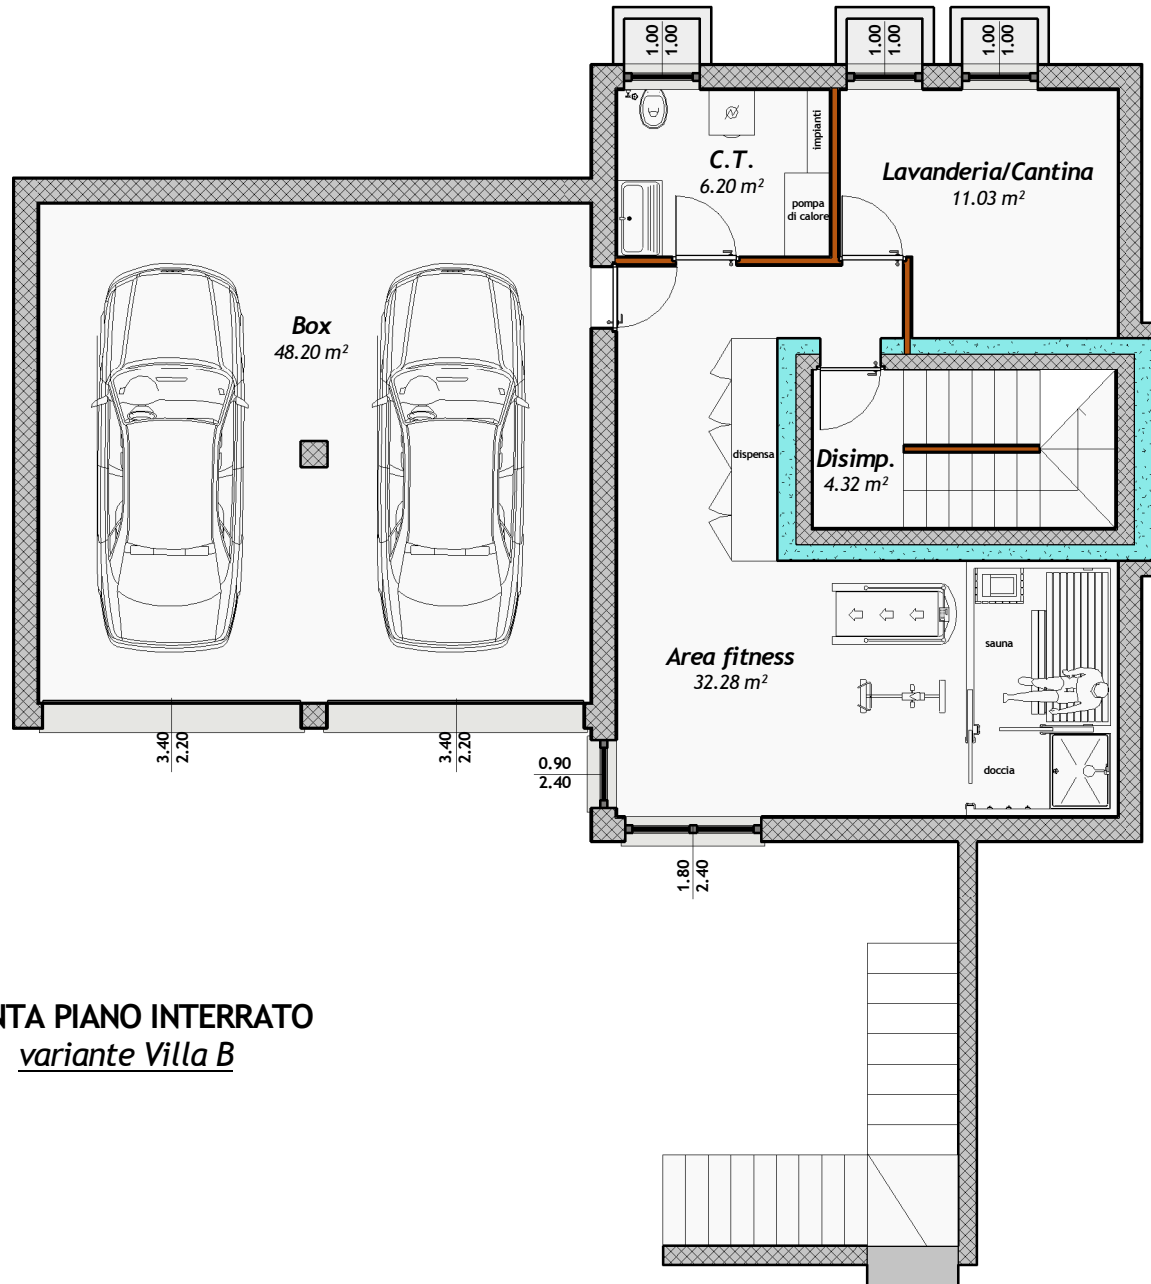 1.00
1.00
1.00
1.00
1.00
1.00
C.T.
6.20 m²
impianti
pompa
di calore
Lavanderia/Cantina
11.03 m²
Box
48.20 m²
dispensa
Disimp.
4.32 m²
Area fitness
32.28 m²
sauna
doccia
3.40
2.20
3.40
2.20
0.90
2.40
1.80
2.40
NTA PIANO INTERRATO
variante Villa B